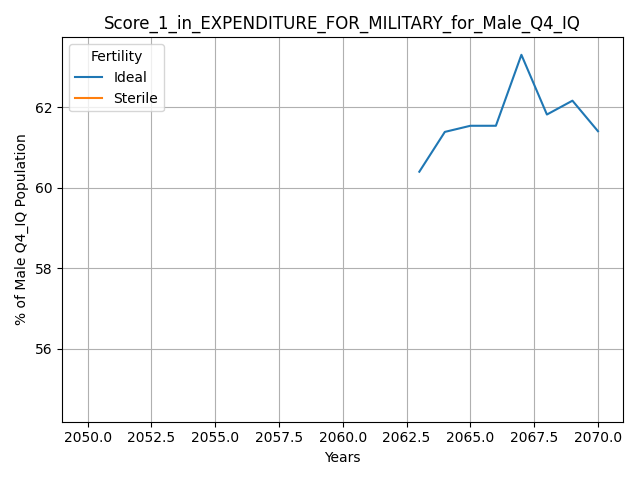 Score_1_in_EXPENDITURE_FOR_MILITARY_for_Male_Q4_IQ
Fertility
Ideal
Sterile
% of Male Q4_IQ Population
62
60
58
56
2050.0 2052.5 2055.0 2057.5 2060.0 2062.5 2065.0 2067.5 2070.0
Years